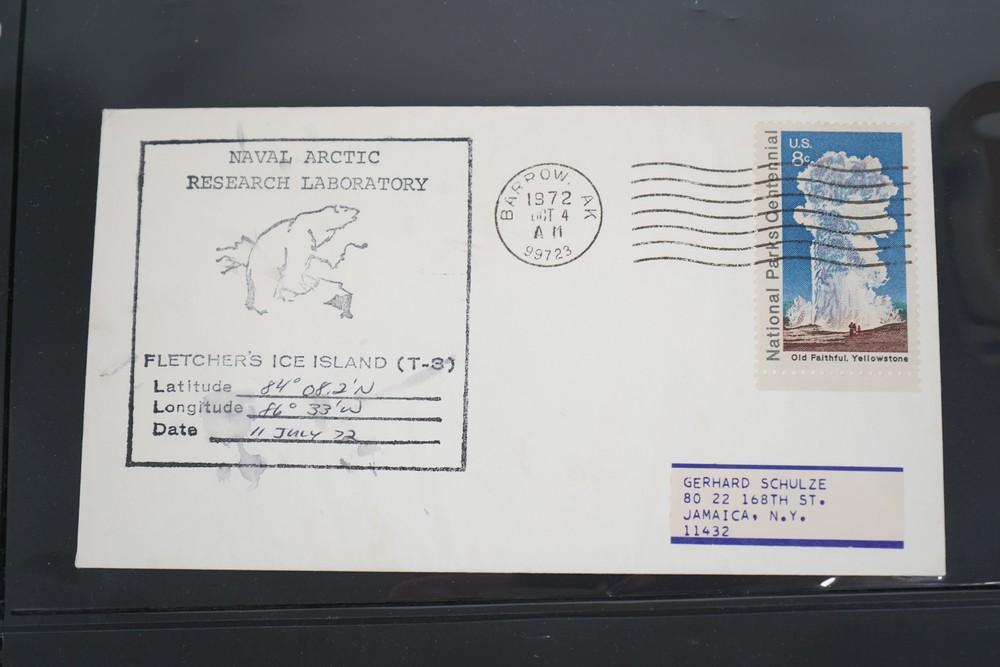 NAVAL ARCTIC
RESEARCH LABORATORY
FLETCHER'S ICE ISLAND (T-3)
Latitude 84° 08.2'N
Longitude 86° 33'W
Date 11 JULY 72
BARROW, AK
1972
OCT 4
AM
99723
National Parks Centennial
U.S.
8c
Old Faithful, Yellowstone
GERHARD SCHULZE
80 22 168TH ST.
JAMAICA, N.Y.
11432